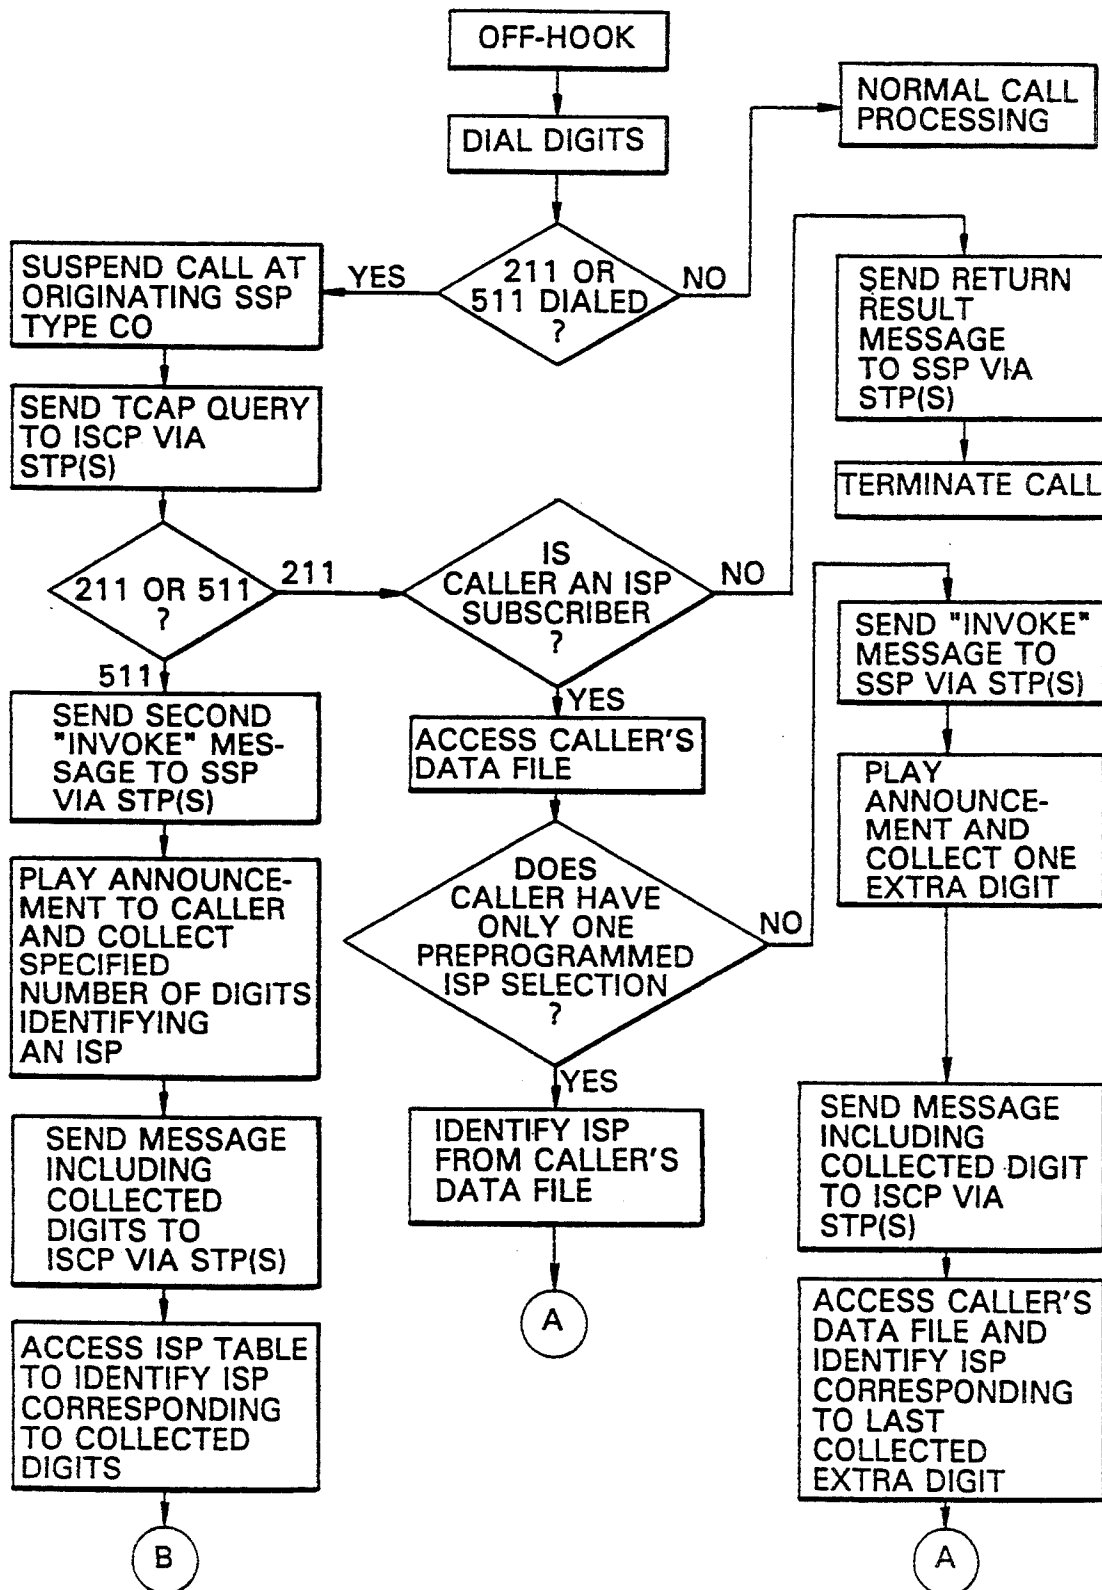 OFF-HOOK
DIAL DIGITS
NORMAL CALL
PROCESSING
211 OR
511 DIALED
?
YES
NO
SUSPEND CALL AT
ORIGINATING SSP
TYPE CO
SEND TCAP QUERY
TO ISCP VIA
STP(S)
SEND RETURN
RESULT
MESSAGE
TO SSP VIA
STP(S)
TERMINATE CALL
211 OR 511
?
211
511
IS
CALLER AN ISP
SUBSCRIBER
?
NO
YES
SEND "INVOKE"
MESSAGE TO
SSP VIA STP(S)
SEND SECOND
"INVOKE" MES-
SAGE TO SSP
VIA STP(S)
ACCESS CALLER'S
DATA FILE
PLAY
ANNOUNCE-
MENT AND
COLLECT ONE
EXTRA DIGIT
PLAY ANNOUNCE-
MENT TO CALLER
AND COLLECT
SPECIFIED
NUMBER OF DIGITS
IDENTIFYING
AN ISP
DOES
CALLER HAVE
ONLY ONE
PREPROGRAMMED
ISP SELECTION
?
NO
YES
SEND MESSAGE
INCLUDING
COLLECTED
DIGITS TO
ISCP VIA STP(S)
IDENTIFY ISP
FROM CALLER'S
DATA FILE
SEND MESSAGE
INCLUDING
COLLECTED DIGIT
TO ISCP VIA
STP(S)
A
ACCESS ISP TABLE
TO IDENTIFY ISP
CORRESPONDING
TO COLLECTED
DIGITS
ACCESS CALLER'S
DATA FILE AND
IDENTIFY ISP
CORRESPONDING
TO LAST
COLLECTED
EXTRA DIGIT
B
A